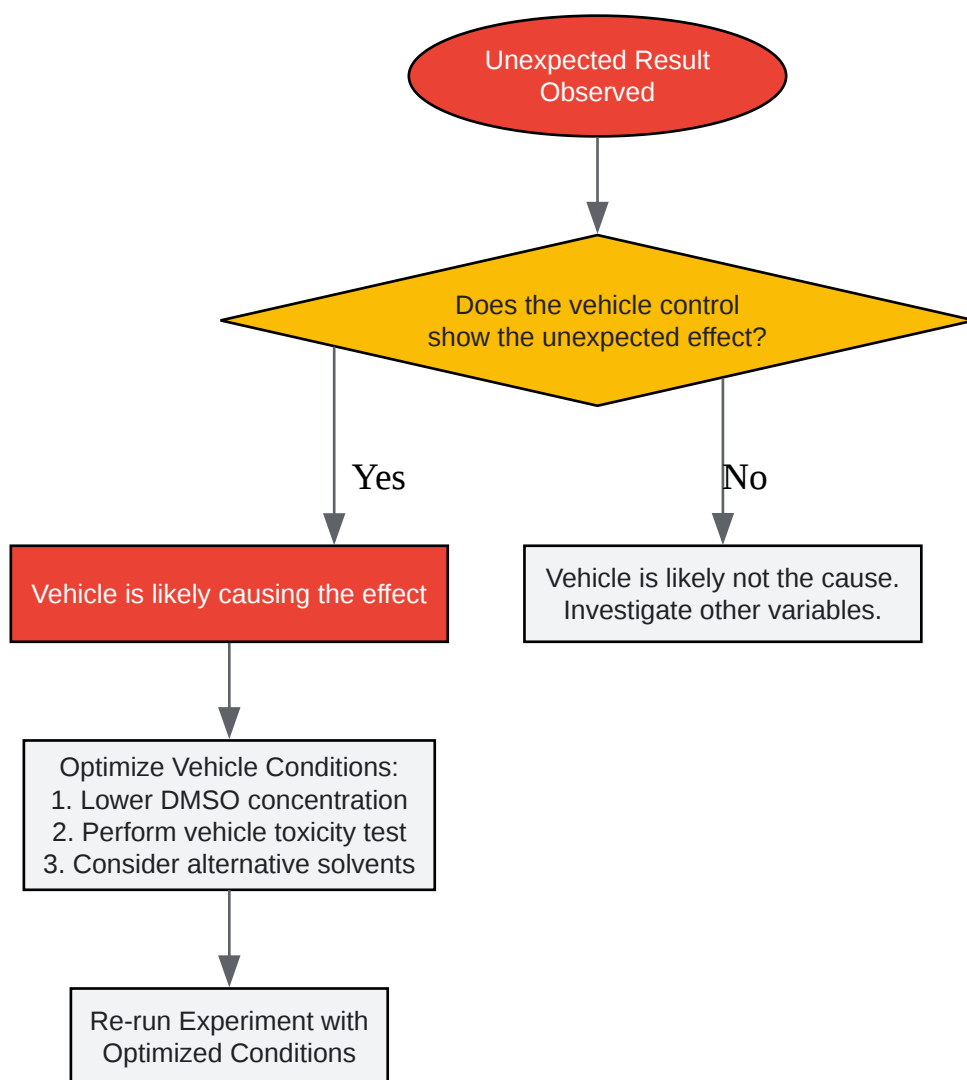 Unexpected Result
Observed
Does the vehicle control
show the unexpected effect?
Yes
No
Vehicle is likely causing the effect
Vehicle is likely not the cause.
Investigate other variables.
Optimize Vehicle Conditions:
1. Lower DMSO concentration
2. Perform vehicle toxicity test
3. Consider alternative solvents
Re-run Experiment with
Optimized Conditions